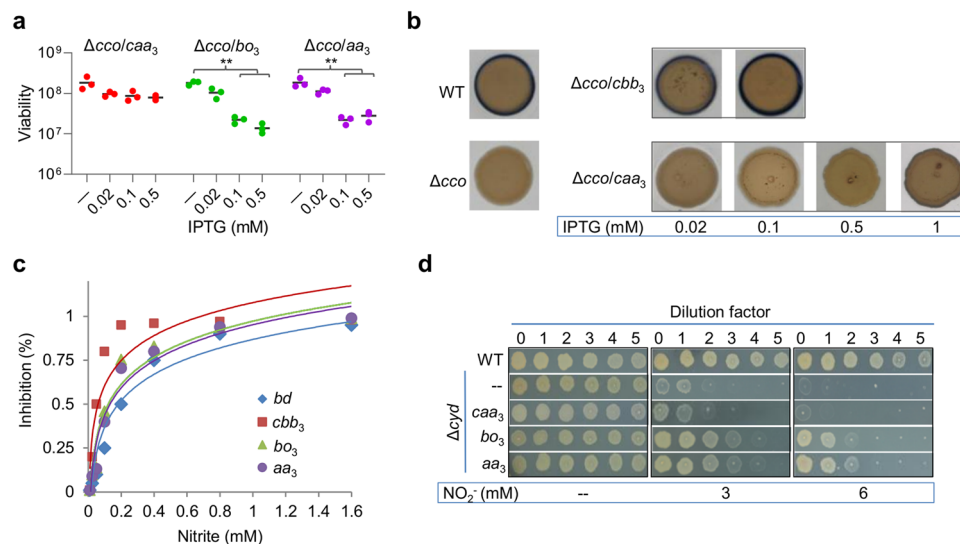 a
Δcco/caa₃ Δcco/bo₃ Δcco/aa₃
** **
10⁹
10⁸
10⁷
10⁶
Viability
— 0.02 0.1 0.5 — 0.02 0.1 0.5 — 0.02 0.1 0.5
IPTG (mM)
b
WT
Δcco/cbb₃
Δcco
Δcco/caa₃
IPTG (mM) 0.02 0.1 0.5 1
c
Inhibition (%)
1
0.75
0.5
0.25
0
bd
cbb₃
bo₃
aa₃
0 0.2 0.4 0.6 0.8 1.0 1.2 1.4 1.6
Nitrite (mM)
d
Dilution factor
0 1 2 3 4 5 0 1 2 3 4 5 0 1 2 3 4 5
WT
Δcyd
--
caa₃
bo₃
aa₃
NO₂⁻ (mM) -- 3 6